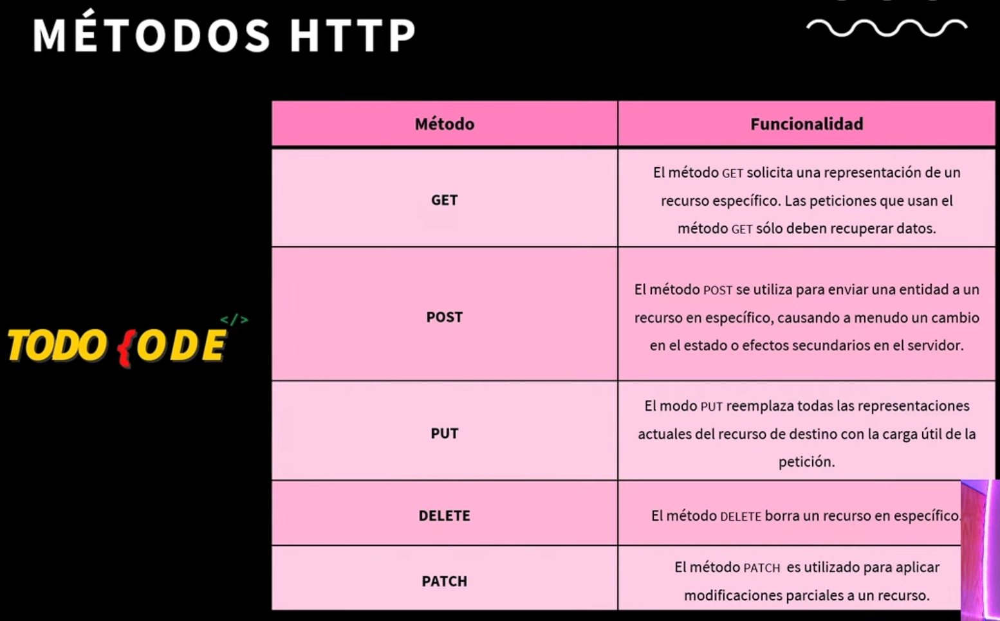 MÉTODOS HTTP
Método
Funcionalidad
GET
El método GET solicita una representación de un
recurso específico. Las peticiones que usan el
método GET sólo deben recuperar datos.
POST
El método POST se utiliza para enviar una entidad a un
recurso en específico, causando a menudo un cambio
en el estado o efectos secundarios en el servidor.
PUT
El modo PUT reemplaza todas las representaciones
actuales del recurso de destino con la carga útil de la
petición.
DELETE
El método DELETE borra un recurso en específico.
PATCH
El método PATCH es utilizado para aplicar
modificaciones parciales a un recurso.
</>
TODO {ODE